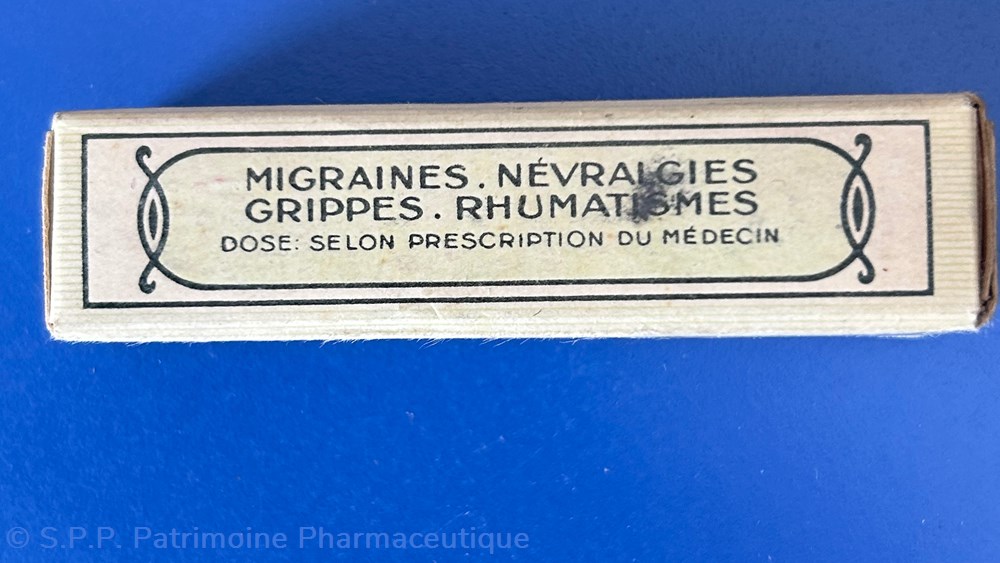 MIGRAINES. NÉVRALGIES
GRIPPES. RHUMATISMES
DOSE: SELON PRESCRIPTION DU MÉDECIN
© S.P.P. Patrimoine Pharmaceutique